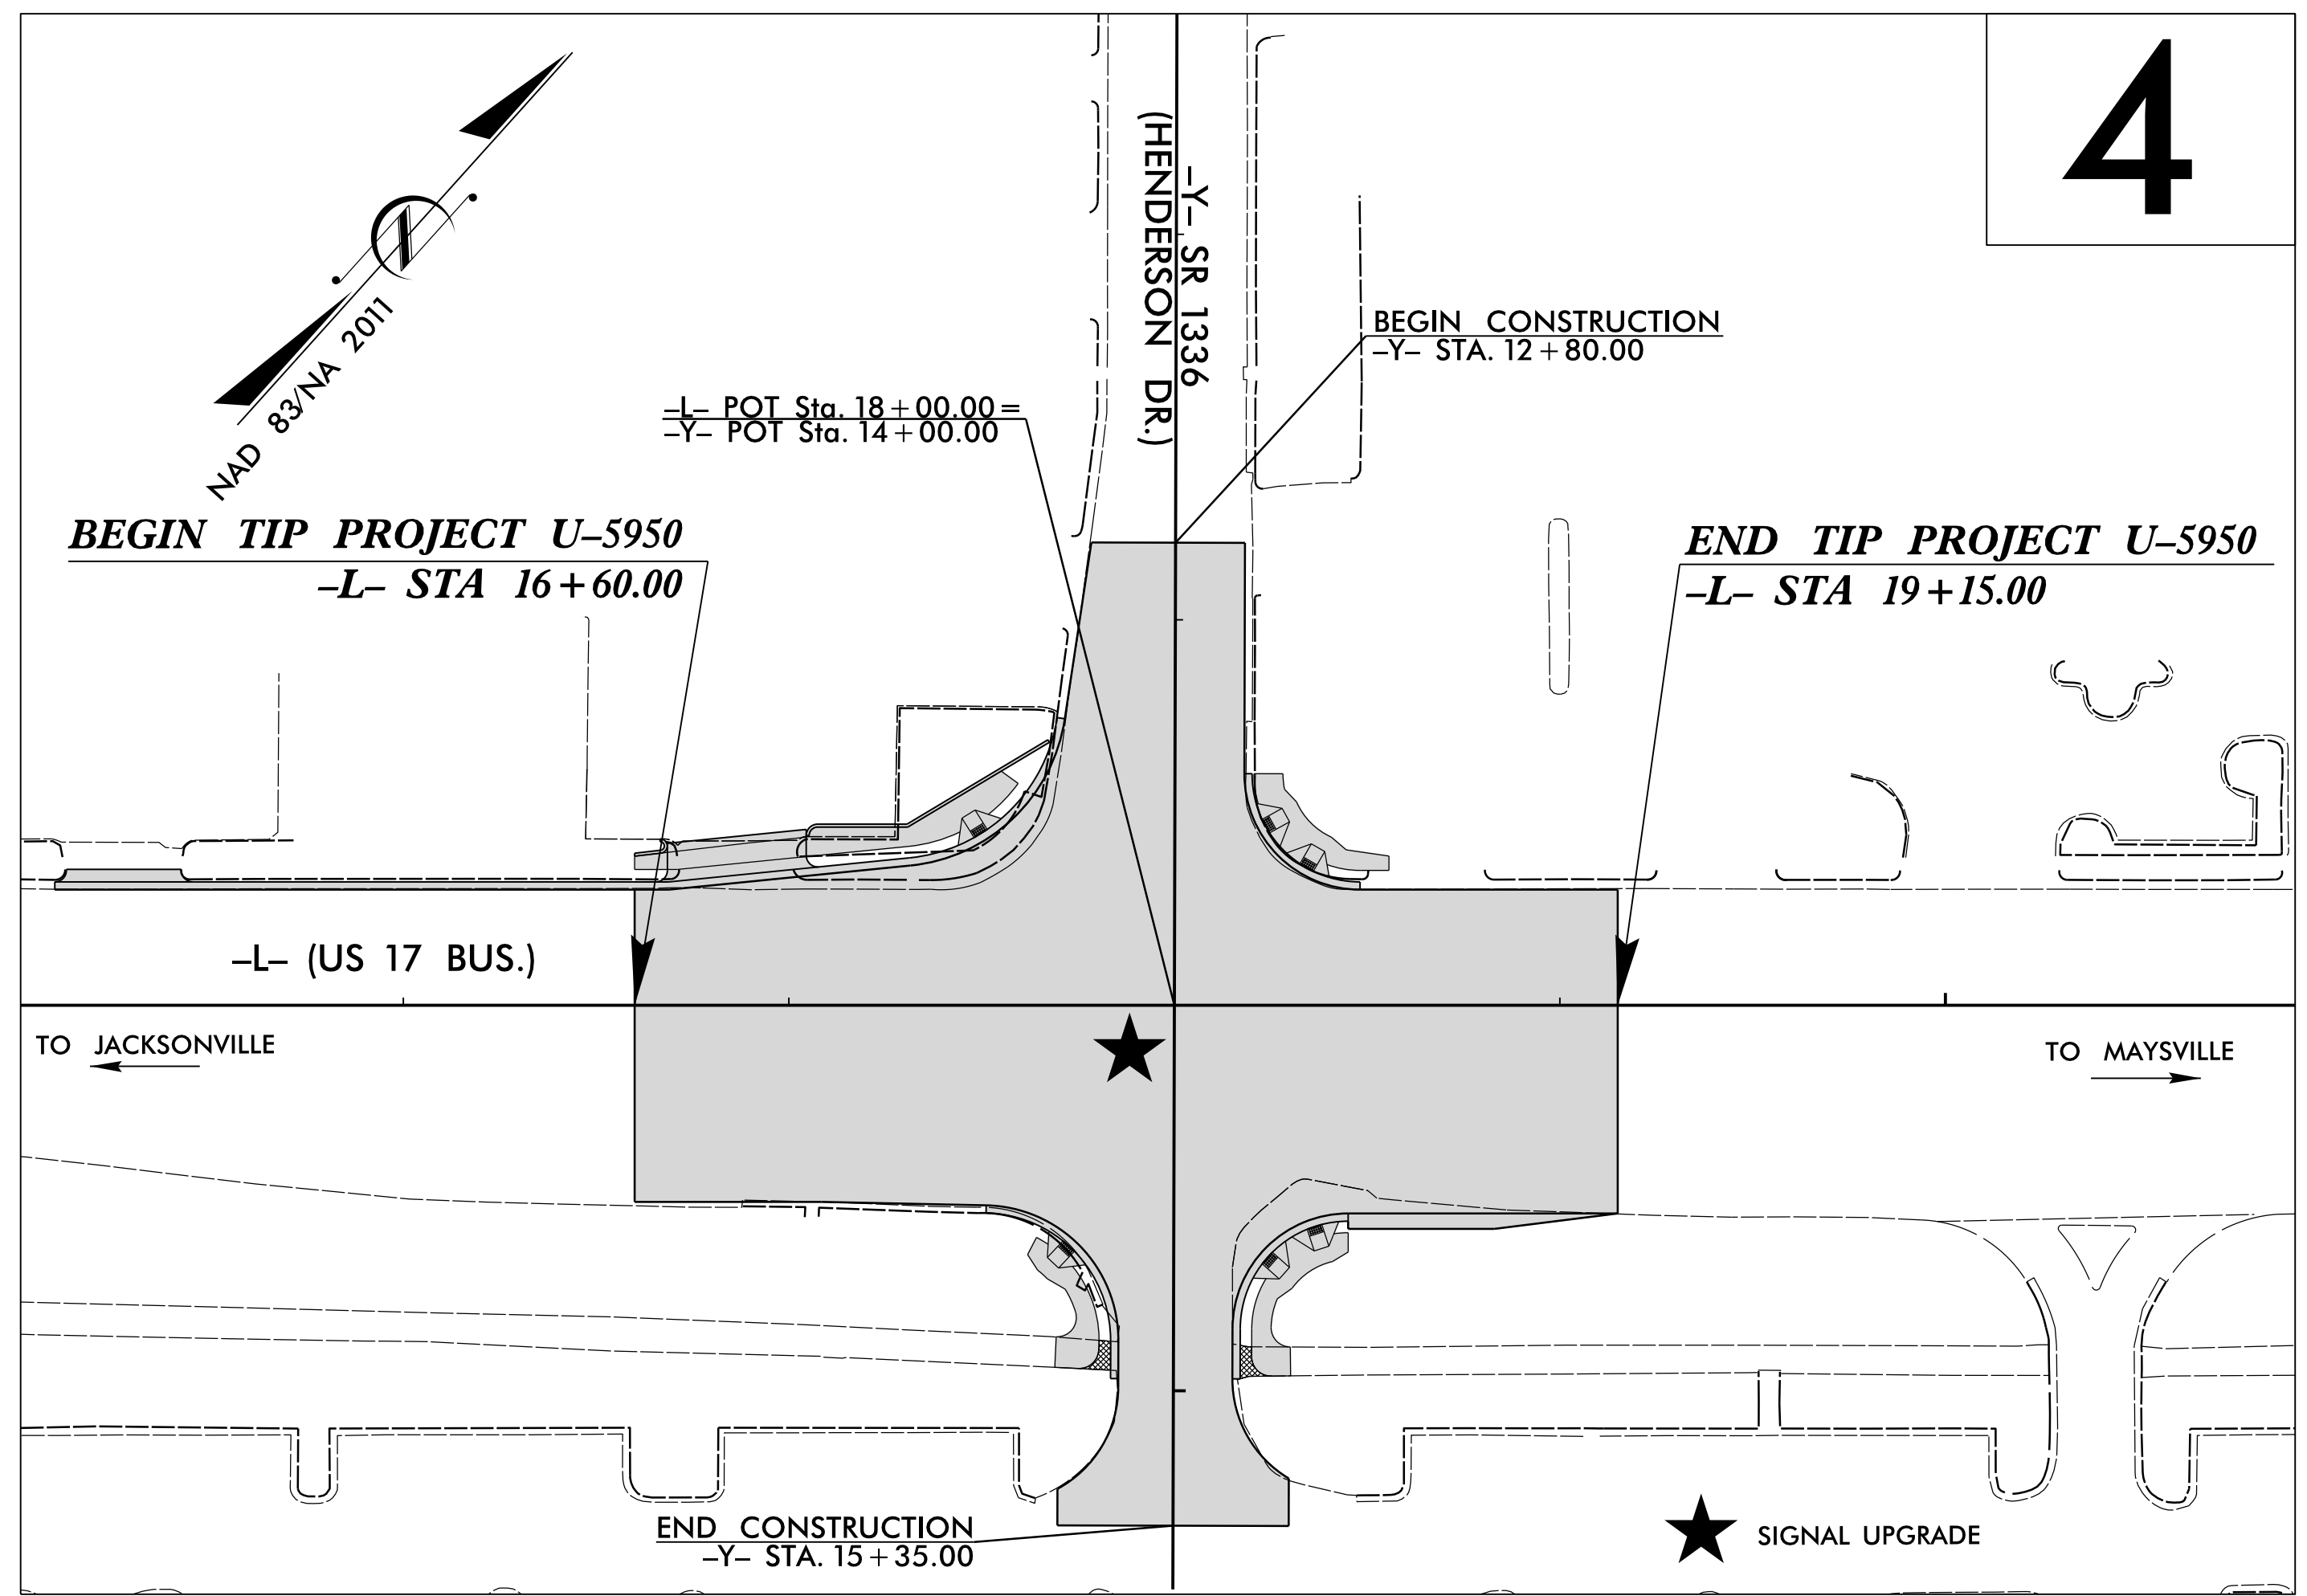 4
NAD 83/NA 2011
–Y– SR 1336
(HENDERSON DR.)
BEGIN CONSTRUCTION
–Y– STA. 12+80.00
–L– POT Sta. 18+00.00 =
–Y– POT Sta. 14+00.00
BEGIN TIP PROJECT U–5950
–L– STA 16+60.00
END TIP PROJECT U–5950
–L– STA 19+15.00
–L– (US 17 BUS.)
TO JACKSONVILLE
TO MAYSVILLE
END CONSTRUCTION
–Y– STA. 15+35.00
SIGNAL UPGRADE